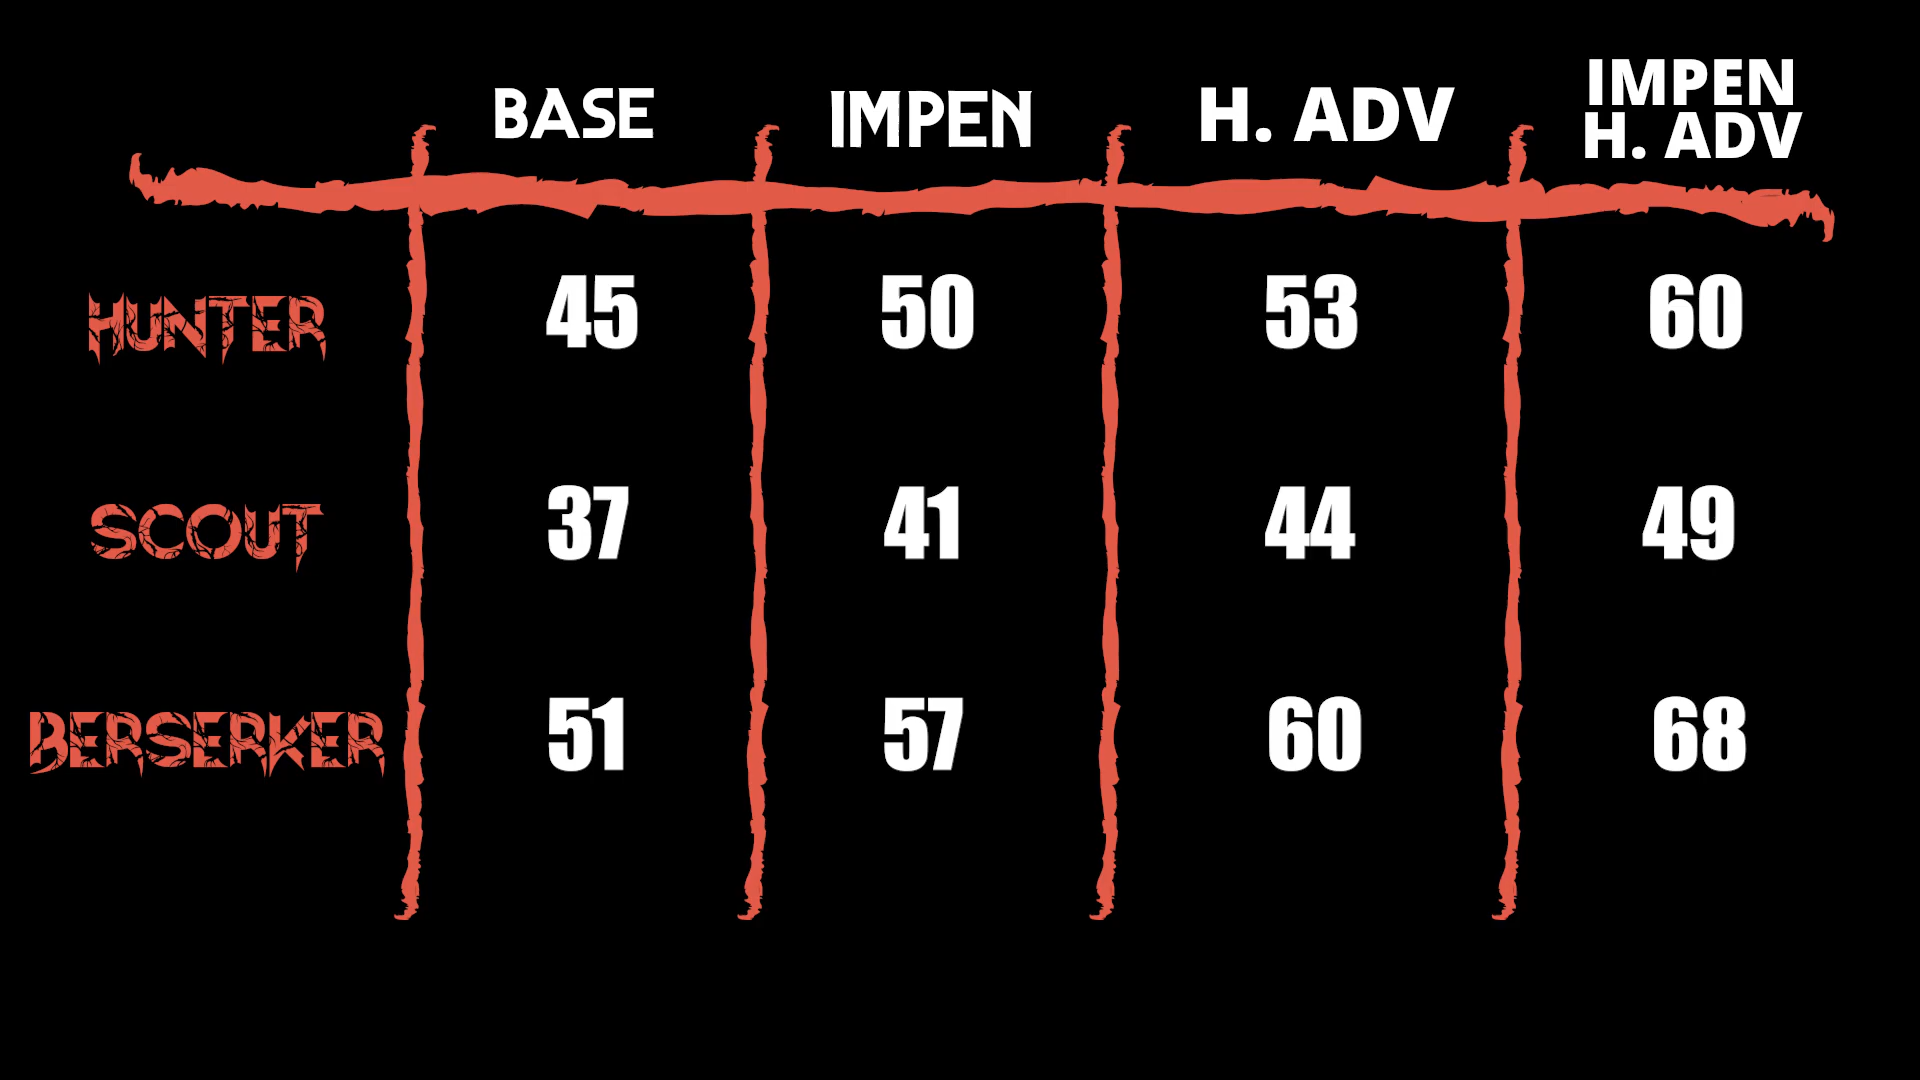 BASE IMPEN H. ADV IMPEN
H. ADV
HUNTER 45 50 53 60
SCOUT 37 41 44 49
BERSERKER 51 57 60 68